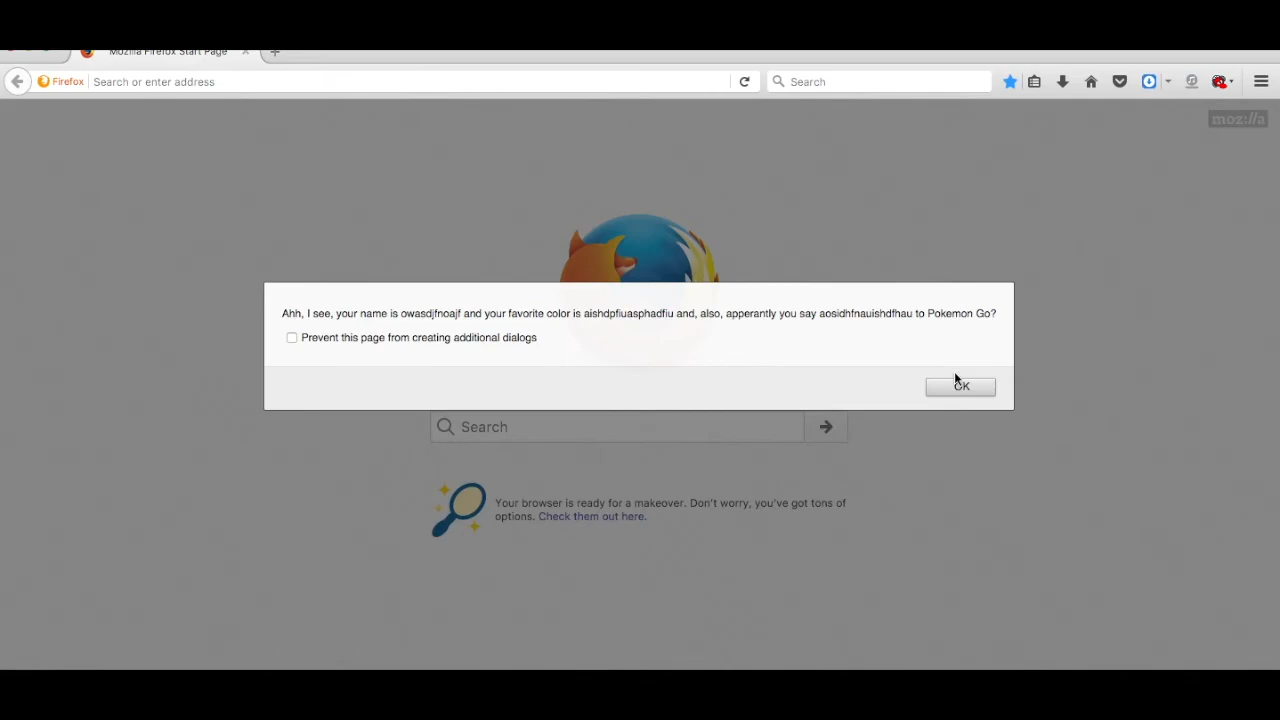 Mozilla Firefox Start Page
Firefox
Search or enter address
Search
moz://a
Ahh, I see, your name is owasdjfnoajf and your favorite color is aishdpfiuasphadfiu and, also, apperantly you say aosidhfnauishdfhau to Pokemon Go?
Prevent this page from creating additional dialogs
OK
Search
Your browser is ready for a makeover. Don't worry, you've got tons of
options. Check them out here.